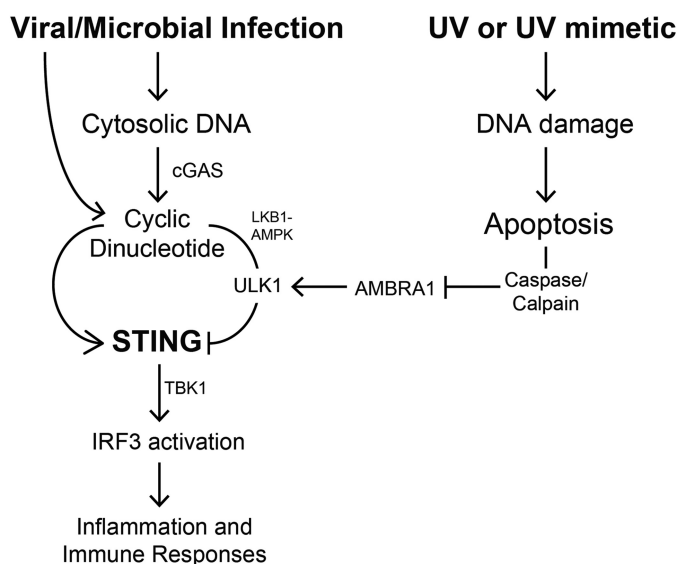 Viral/Microbial Infection
UV or UV mimetic
Cytosolic DNA
DNA damage
cGAS
Cyclic
Dinucleotide
LKB1-
AMPK
Apoptosis
ULK1
AMBRA1
Caspase/
Calpain
STING
TBK1
IRF3 activation
Inflammation and
Immune Responses